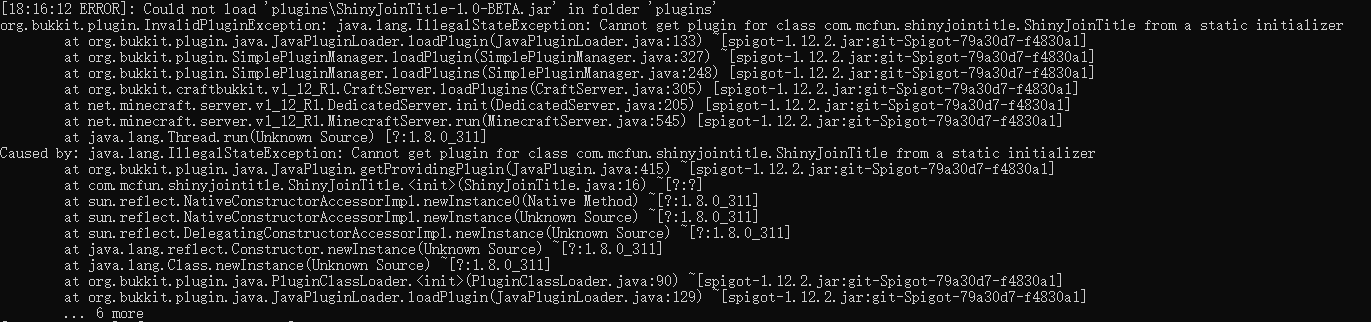 [18:16:12 ERROR]: Could not load 'plugins\ShinyJoinTitle-1.0-BETA.jar' in folder 'plugins'
org.bukkit.plugin.InvalidPluginException: java.lang.IllegalStateException: Cannot get plugin for class com.mcfun.shinyjointitle.ShinyJoinTitle from a static initializer
at org.bukkit.plugin.java.JavaPluginLoader.loadPlugin(JavaPluginLoader.java:133) ~[spigot-1.12.2.jar:git-Spigot-79a30d7-f4830a1]
at org.bukkit.plugin.SimplePluginManager.loadPlugin(SimplePluginManager.java:327) ~[spigot-1.12.2.jar:git-Spigot-79a30d7-f4830a1]
at org.bukkit.plugin.SimplePluginManager.loadPlugins(SimplePluginManager.java:248) [spigot-1.12.2.jar:git-Spigot-79a30d7-f4830a1]
at org.bukkit.craftbukkit.v1_12_R1.CraftServer.loadPlugins(CraftServer.java:305) [spigot-1.12.2.jar:git-Spigot-79a30d7-f4830a1]
at net.minecraft.server.v1_12_R1.DedicatedServer.init(DedicatedServer.java:205) [spigot-1.12.2.jar:git-Spigot-79a30d7-f4830a1]
at net.minecraft.server.v1_12_R1.MinecraftServer.run(MinecraftServer.java:545) [spigot-1.12.2.jar:git-Spigot-79a30d7-f4830a1]
at java.lang.Thread.run(Unknown Source) [?:1.8.0_311]
Caused by: java.lang.IllegalStateException: Cannot get plugin for class com.mcfun.shinyjointitle.ShinyJoinTitle from a static initializer
at org.bukkit.plugin.java.JavaPlugin.getProvidingPlugin(JavaPlugin.java:415) ~[spigot-1.12.2.jar:git-Spigot-79a30d7-f4830a1]
at com.mcfun.shinyjointitle.ShinyJoinTitle.<init>(ShinyJoinTitle.java:16) ~[?:?]
at sun.reflect.NativeConstructorAccessorImpl.newInstance0(Native Method) ~[?:1.8.0_311]
at sun.reflect.NativeConstructorAccessorImpl.newInstance(Unknown Source) ~[?:1.8.0_311]
at sun.reflect.DelegatingConstructorAccessorImpl.newInstance(Unknown Source) ~[?:1.8.0_311]
at java.lang.reflect.Constructor.newInstance(Unknown Source) ~[?:1.8.0_311]
at java.lang.Class.newInstance(Unknown Source) ~[?:1.8.0_311]
at org.bukkit.plugin.java.PluginClassLoader.<init>(PluginClassLoader.java:90) ~[spigot-1.12.2.jar:git-Spigot-79a30d7-f4830a1]
at org.bukkit.plugin.java.JavaPluginLoader.loadPlugin(JavaPluginLoader.java:129) ~[spigot-1.12.2.jar:git-Spigot-79a30d7-f4830a1]
... 6 more